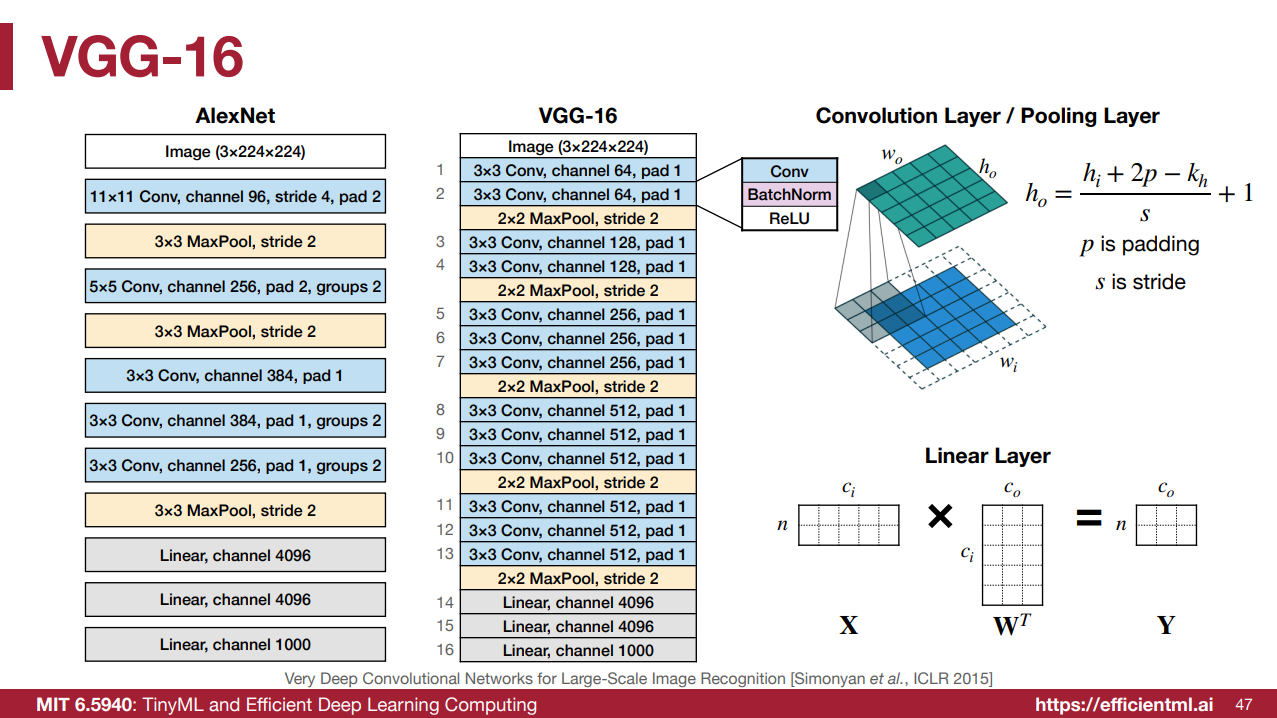 VGG-16
AlexNet
Image (3×224×224)
11×11 Conv, channel 96, stride 4, pad 2
3×3 MaxPool, stride 2
5×5 Conv, channel 256, pad 2, groups 2
3×3 MaxPool, stride 2
3×3 Conv, channel 384, pad 1
3×3 Conv, channel 384, pad 1, groups 2
3×3 Conv, channel 256, pad 1, groups 2
3×3 MaxPool, stride 2
Linear, channel 4096
Linear, channel 4096
Linear, channel 1000
VGG-16
Image (3×224×224)
1 3×3 Conv, channel 64, pad 1
2 3×3 Conv, channel 64, pad 1
2×2 MaxPool, stride 2
3 3×3 Conv, channel 128, pad 1
4 3×3 Conv, channel 128, pad 1
2×2 MaxPool, stride 2
5 3×3 Conv, channel 256, pad 1
6 3×3 Conv, channel 256, pad 1
7 3×3 Conv, channel 256, pad 1
2×2 MaxPool, stride 2
8 3×3 Conv, channel 512, pad 1
9 3×3 Conv, channel 512, pad 1
10 3×3 Conv, channel 512, pad 1
2×2 MaxPool, stride 2
11 3×3 Conv, channel 512, pad 1
12 3×3 Conv, channel 512, pad 1
13 3×3 Conv, channel 512, pad 1
2×2 MaxPool, stride 2
14 Linear, channel 4096
15 Linear, channel 4096
16 Linear, channel 1000
Conv
BatchNorm
ReLU
Convolution Layer / Pooling Layer
w_o
h_o
w_i
h_o = (h_i + 2p − k_h)/s + 1
p is padding
s is stride
Linear Layer
c_i c_o c_o
n × = n
c_i
X W^T Y
Very Deep Convolutional Networks for Large-Scale Image Recognition [Simonyan et al., ICLR 2015]
MIT 6.5940: TinyML and Efficient Deep Learning Computing
https://efficientml.ai 47